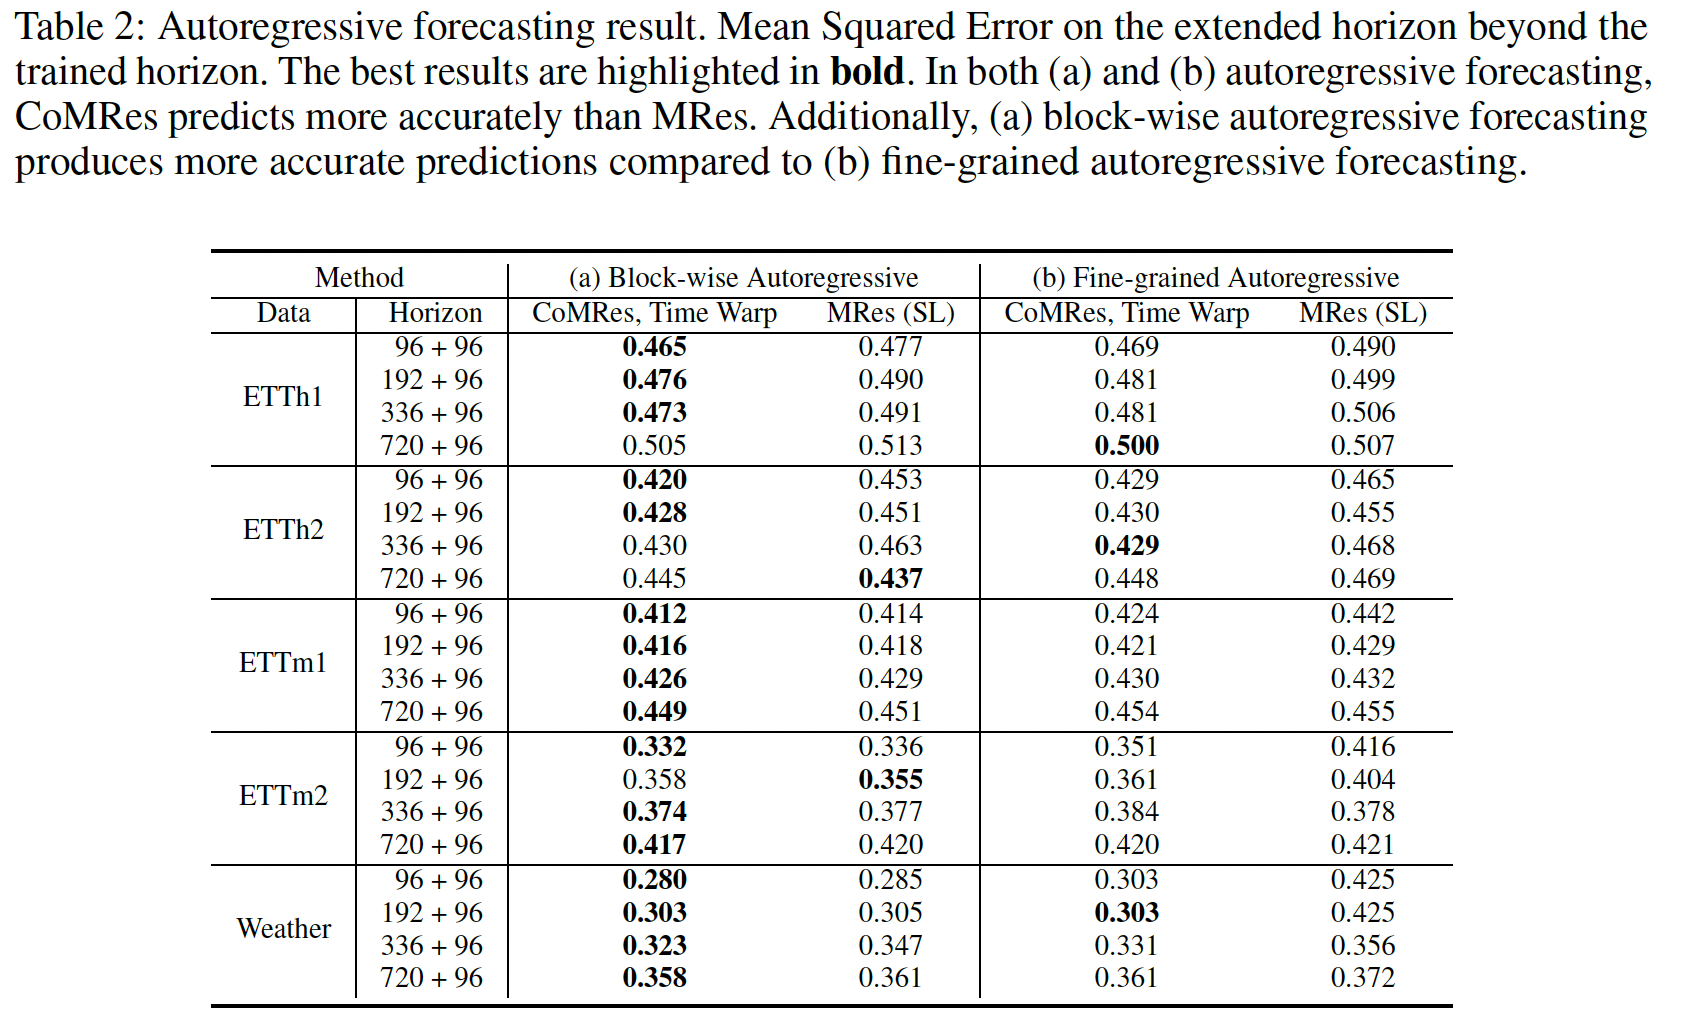 Table 2: Autoregressive forecasting result. Mean Squared Error on the extended horizon beyond the
trained horizon. The best results are highlighted in bold. In both (a) and (b) autoregressive forecasting,
CoMRes predicts more accurately than MRes. Additionally, (a) block-wise autoregressive forecasting
produces more accurate predictions compared to (b) fine-grained autoregressive forecasting.
Method (a) Block-wise Autoregressive (b) Fine-grained Autoregressive
Data Horizon CoMRes, Time Warp MRes (SL) CoMRes, Time Warp MRes (SL)
ETTh1
96 + 96 0.465 0.477 0.469 0.490
192 + 96 0.476 0.490 0.481 0.499
336 + 96 0.473 0.491 0.481 0.506
720 + 96 0.505 0.513 0.500 0.507
ETTh2
96 + 96 0.420 0.453 0.429 0.465
192 + 96 0.428 0.451 0.430 0.455
336 + 96 0.430 0.463 0.429 0.468
720 + 96 0.445 0.437 0.448 0.469
ETTm1
96 + 96 0.412 0.414 0.424 0.442
192 + 96 0.416 0.418 0.421 0.429
336 + 96 0.426 0.429 0.430 0.432
720 + 96 0.449 0.451 0.454 0.455
ETTm2
96 + 96 0.332 0.336 0.351 0.416
192 + 96 0.358 0.355 0.361 0.404
336 + 96 0.374 0.377 0.384 0.378
720 + 96 0.417 0.420 0.420 0.421
Weather
96 + 96 0.280 0.285 0.303 0.425
192 + 96 0.303 0.305 0.303 0.425
336 + 96 0.323 0.347 0.331 0.356
720 + 96 0.358 0.361 0.361 0.372